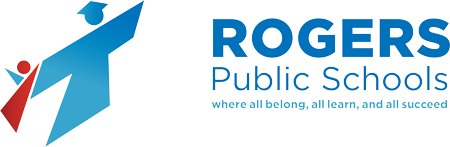 ROGERS
Public Schools
where all belong, all learn, and all succeed